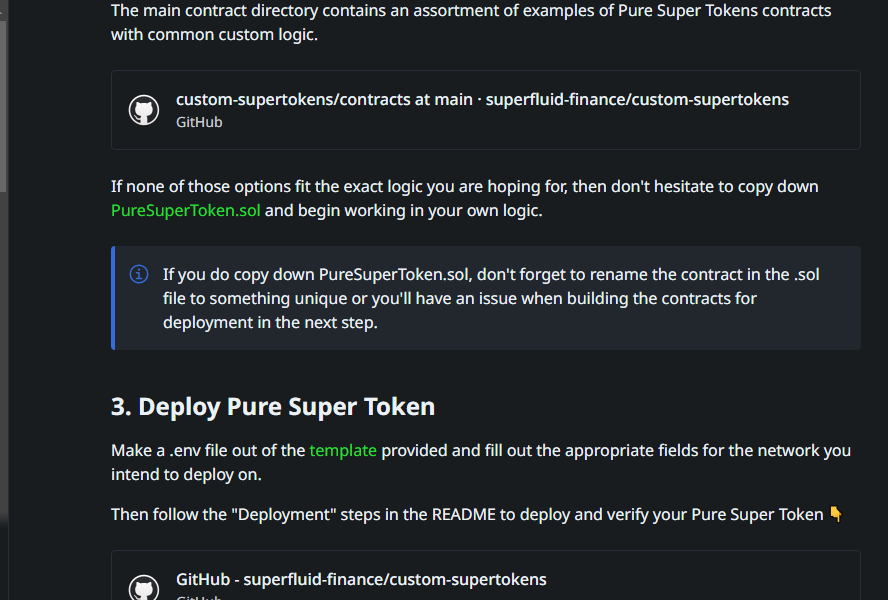 The main contract directory contains an assortment of examples of Pure Super Tokens contracts
with common custom logic.
custom-supertokens/contracts at main · superfluid-finance/custom-supertokens
GitHub
If none of those options fit the exact logic you are hoping for, then don't hesitate to copy down
PureSuperToken.sol and begin working in your own logic.
If you do copy down PureSuperToken.sol, don't forget to rename the contract in the .sol
file to something unique or you'll have an issue when building the contracts for
deployment in the next step.
3. Deploy Pure Super Token
Make a .env file out of the template provided and fill out the appropriate fields for the network you
intend to deploy on.
Then follow the "Deployment" steps in the README to deploy and verify your Pure Super Token 👇
GitHub - superfluid-finance/custom-supertokens
GitHub